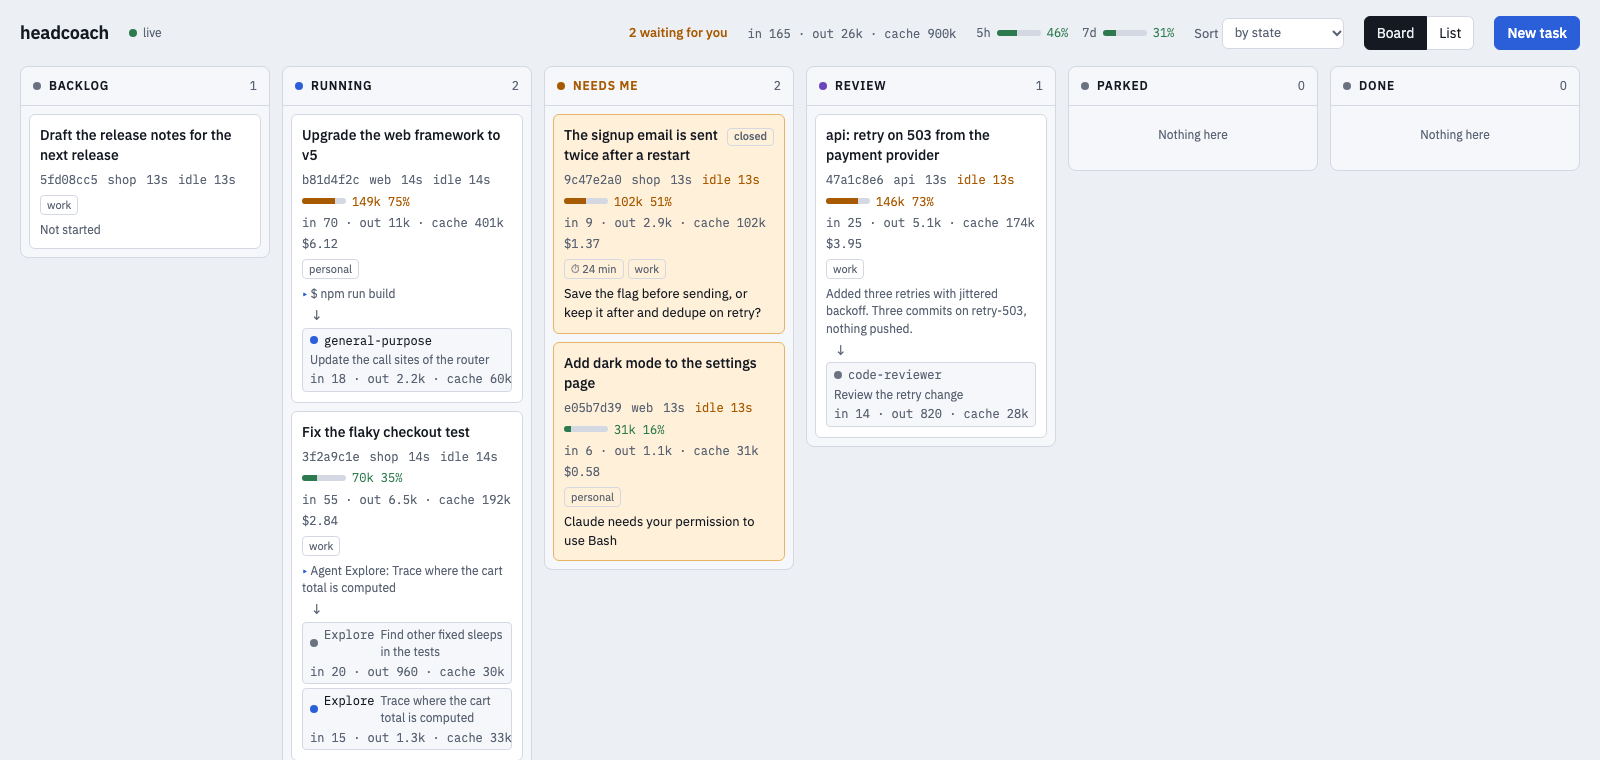 headcoach live 2 waiting for you in 165 · out 26k · cache 900k 5h 46% 7d 31% Sort by state Board List New task
BACKLOG 1
Draft the release notes for the
next release
5fd08cc5 shop 13s idle 13s
work
Not started
RUNNING 2
Upgrade the web framework to
v5
b81d4f2c web 14s idle 14s
149k 75%
in 70 · out 11k · cache 401k
$6.12
personal
▸ $ npm run build
↓
general-purpose
Update the call sites of the router
in 18 · out 2.2k · cache 60k
Fix the flaky checkout test
3f2a9c1e shop 14s idle 14s
70k 35%
in 55 · out 6.5k · cache 192k
$2.84
work
▸ Agent Explore: Trace where the cart
total is computed
↓
Explore Find other fixed sleeps
in the tests
in 20 · out 960 · cache 30k
Explore Trace where the cart
total is computed
in 15 · out 1.3k · cache 33k
NEEDS ME 2
The signup email is sent closed
twice after a restart
9c47e2a0 shop 13s idle 13s
102k 51%
in 9 · out 2.9k · cache 102k
$1.37
⏱ 24 min work
Save the flag before sending, or
keep it after and dedupe on retry?
Add dark mode to the settings
page
e05b7d39 web 13s idle 13s
31k 16%
in 6 · out 1.1k · cache 31k
$0.58
personal
Claude needs your permission to
use Bash
REVIEW 1
api: retry on 503 from the
payment provider
47a1c8e6 api 13s idle 13s
146k 73%
in 25 · out 5.1k · cache 174k
$3.95
work
Added three retries with jittered
backoff. Three commits on retry-503,
nothing pushed.
↓
code-reviewer
Review the retry change
in 14 · out 820 · cache 28k
PARKED 0
Nothing here
DONE 0
Nothing here